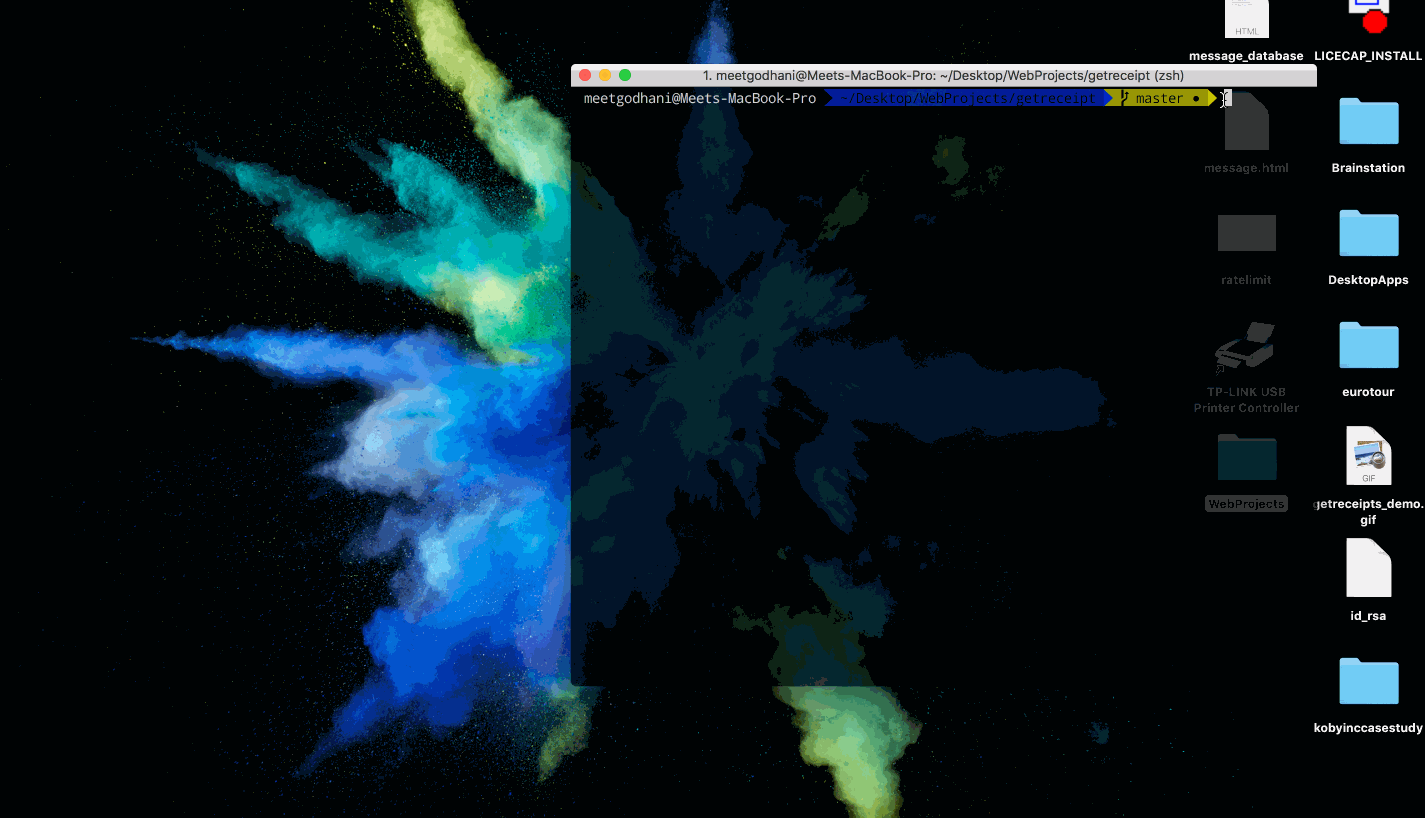 HTML
message_database
LICECAP_INSTALL
1. meetgodhani@Meets-MacBook-Pro: ~/Desktop/WebProjects/getreceipt (zsh)
meetgodhani@Meets-MacBook-Pro ~/Desktop/WebProjects/getreceipt master ●
message.html
Brainstation
ratelimit
DesktopApps
TP-LINK USB
Printer Controller
eurotour
GIF
WebProjects
getreceipts_demo.
gif
id_rsa
kobyinccasestudy